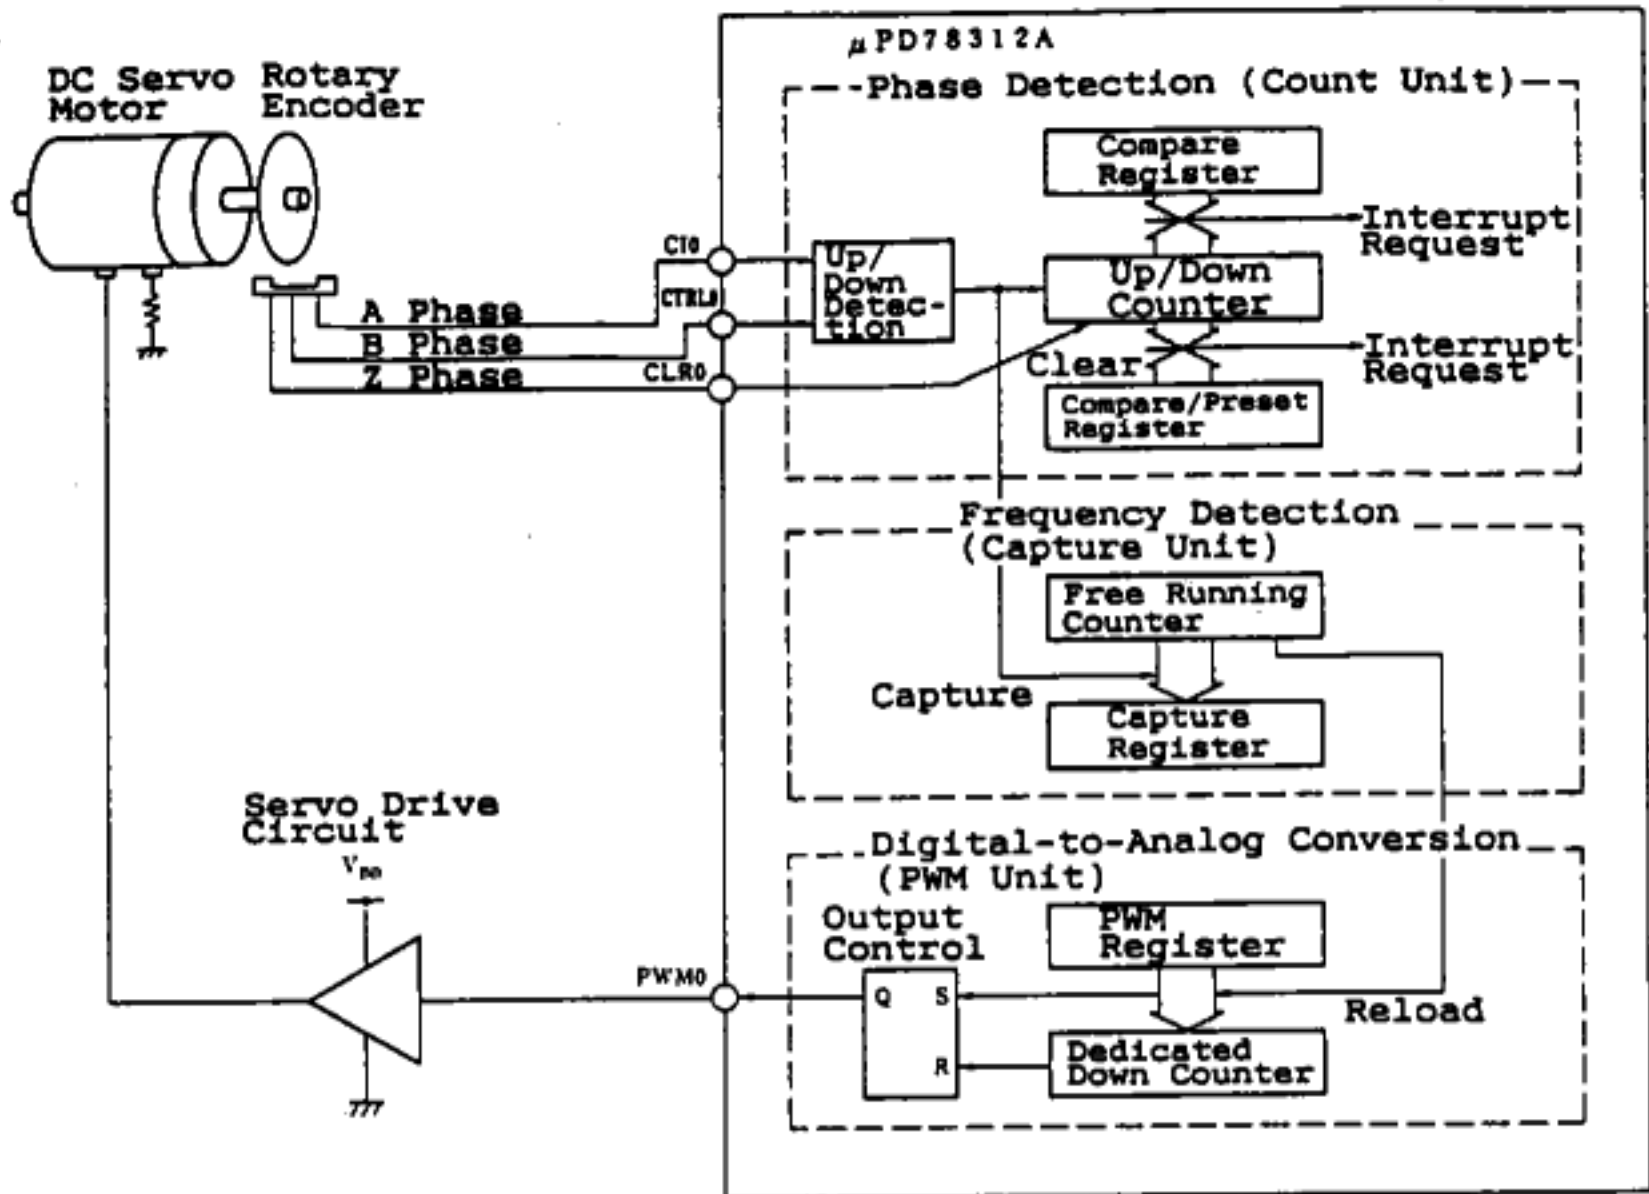 μPD78312A
DC Servo Rotary
Motor Encoder
Phase Detection (Count Unit)
Compare
Register
Interrupt
Request
CI0
Up/
Down
Detec-
tion
Up/Down
Counter
CTRL0
A Phase
B Phase
Z Phase
CLR0
Clear
Interrupt
Request
Compare/Preset
Register
Frequency Detection
(Capture Unit)
Free Running
Counter
Capture
Capture
Register
Servo Drive
Circuit
Digital-to-Analog Conversion
(PWM Unit)
Output
Control
PWM
Register
PWM0
Q
S
R
Reload
Dedicated
Down Counter